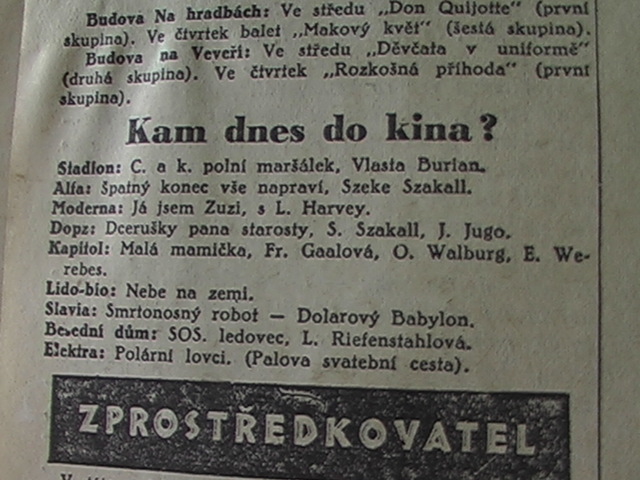 Budova Na hradbách: Ve středu „Don Quijotte“ (první
skupina). Ve čtvrtek balet „Makový květ“ (šestá skupina).
Budova na Veveří: Ve středu „Děvčata v uniformě“
(druhá skupina). Ve čtvrtek „Rozkošná příhoda“ (první
skupina).
Kam dnes do kina?
Stadion: C. a k. polní maršálek, Vlasta Burian.
Alfa: Špatný konec vše napraví, Szeke Szakall.
Moderna: Já jsem Zuzi, s L. Harvey.
Dopz: Dcerušky pana starosty, S. Szakall, J. Jugo.
Kapitol: Malá mamička, Fr. Gaalová, O. Walburg, E. We-
rebes.
Lido-bio: Nebe na zemi.
Slavia: Smrtonosný robot — Dolarový Babylon.
Besední dům: SOS. ledovec, L. Riefenstahlová.
Elektra: Polární lovci. (Palova svatební cesta).
ZPROSTŘEDKOVATEL